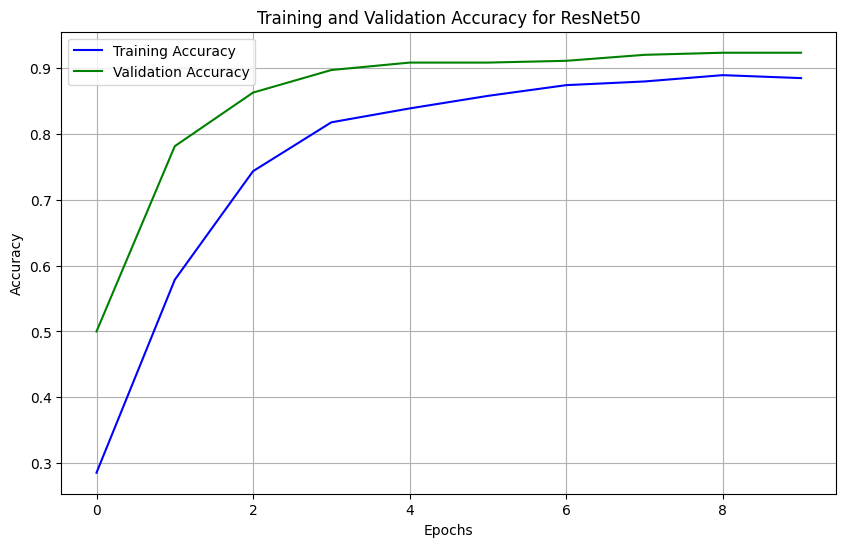 Training and Validation Accuracy for ResNet50
Training Accuracy
Validation Accuracy
Accuracy
0.9
0.8
0.7
0.6
0.5
0.4
0.3
0 2 4 6 8
Epochs